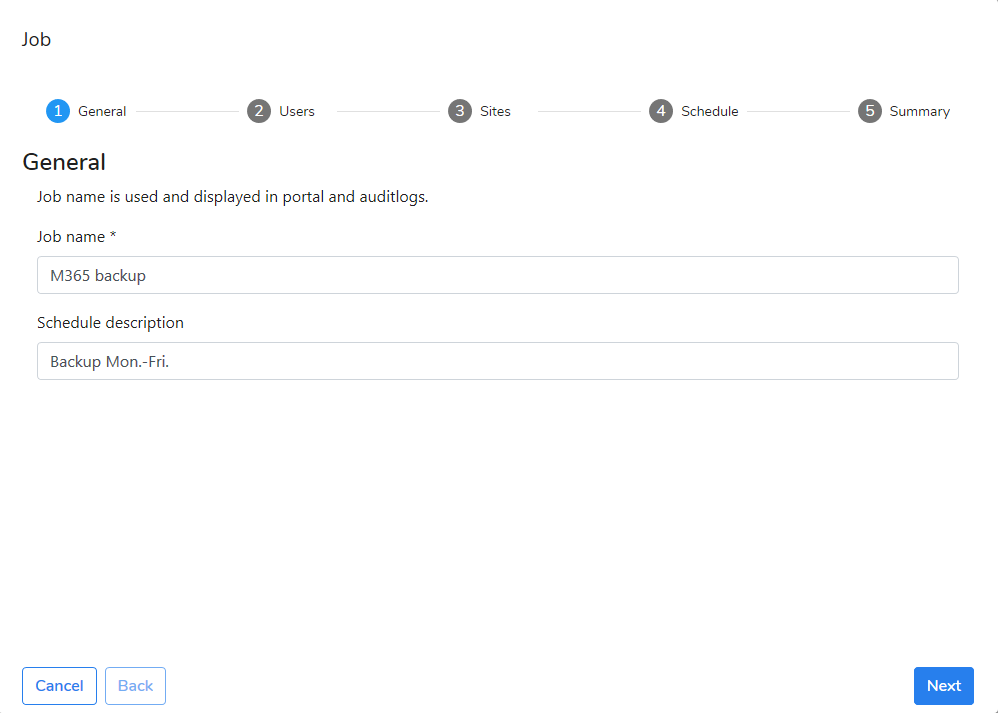 Job
1 General 2 Users 3 Sites 4 Schedule 5 Summary
General
Job name is used and displayed in portal and auditlogs.
Job name *
M365 backup
Schedule description
Backup Mon.-Fri.
Cancel Back Next